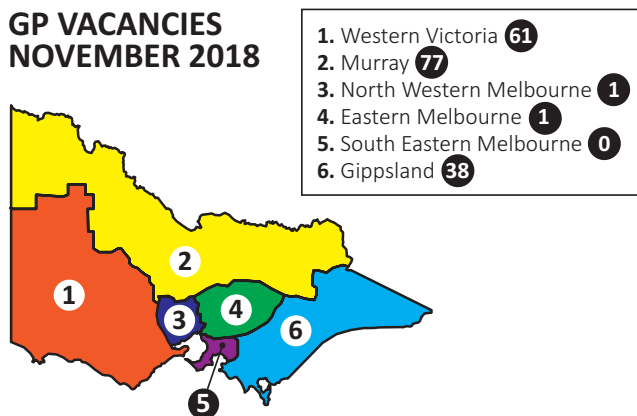 GP VACANCIES
NOVEMBER 2018
1. Western Victoria 61
2. Murray 77
3. North Western Melbourne 1
4. Eastern Melbourne 1
5. South Eastern Melbourne 0
6. Gippsland 38
2
1
4
3
6
5